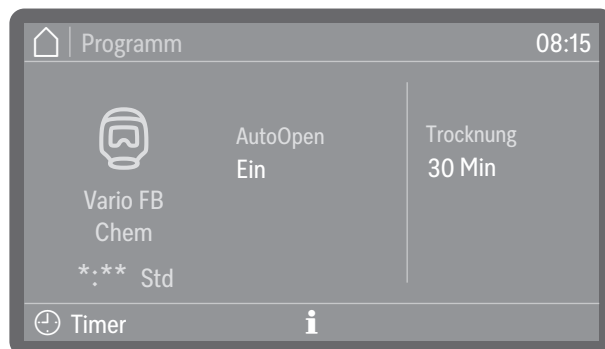 Programm
08:15
AutoOpen
Ein
Trocknung
30 Min
Vario FB
Chem
*:** Std
Timer
i